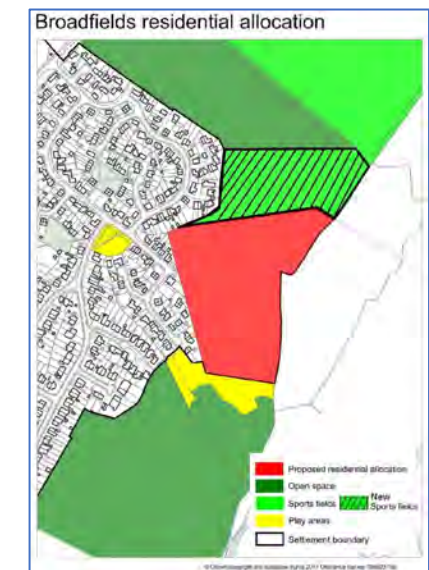 Broadfields residential allocation
Proposed residential allocation
Open space
Sports fields
New
Sports fields
Play areas
Settlement boundary